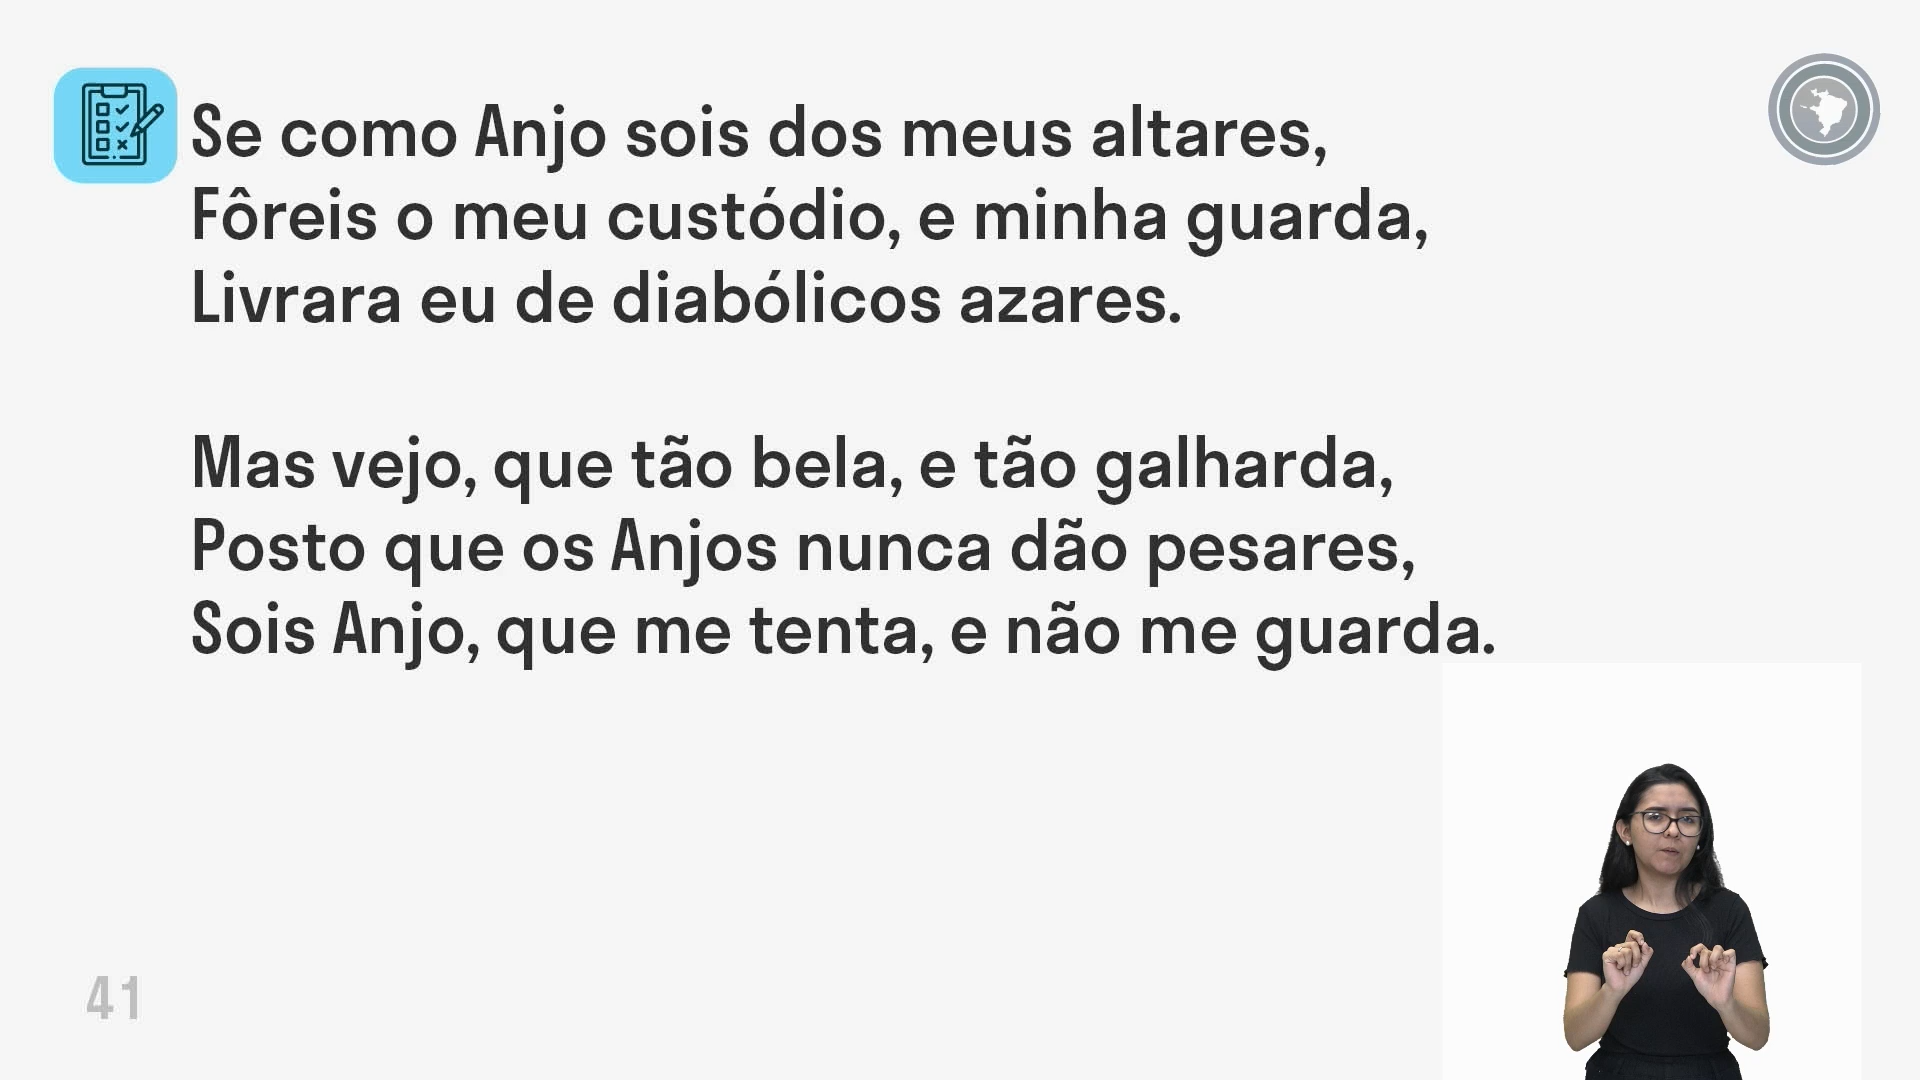 Se como Anjo sois dos meus altares,
Fôreis o meu custódio, e minha guarda,
Livrara eu de diabólicos azares.
Mas vejo, que tão bela, e tão galharda,
Posto que os Anjos nunca dão pesares,
Sois Anjo, que me tenta, e não me guarda.
41